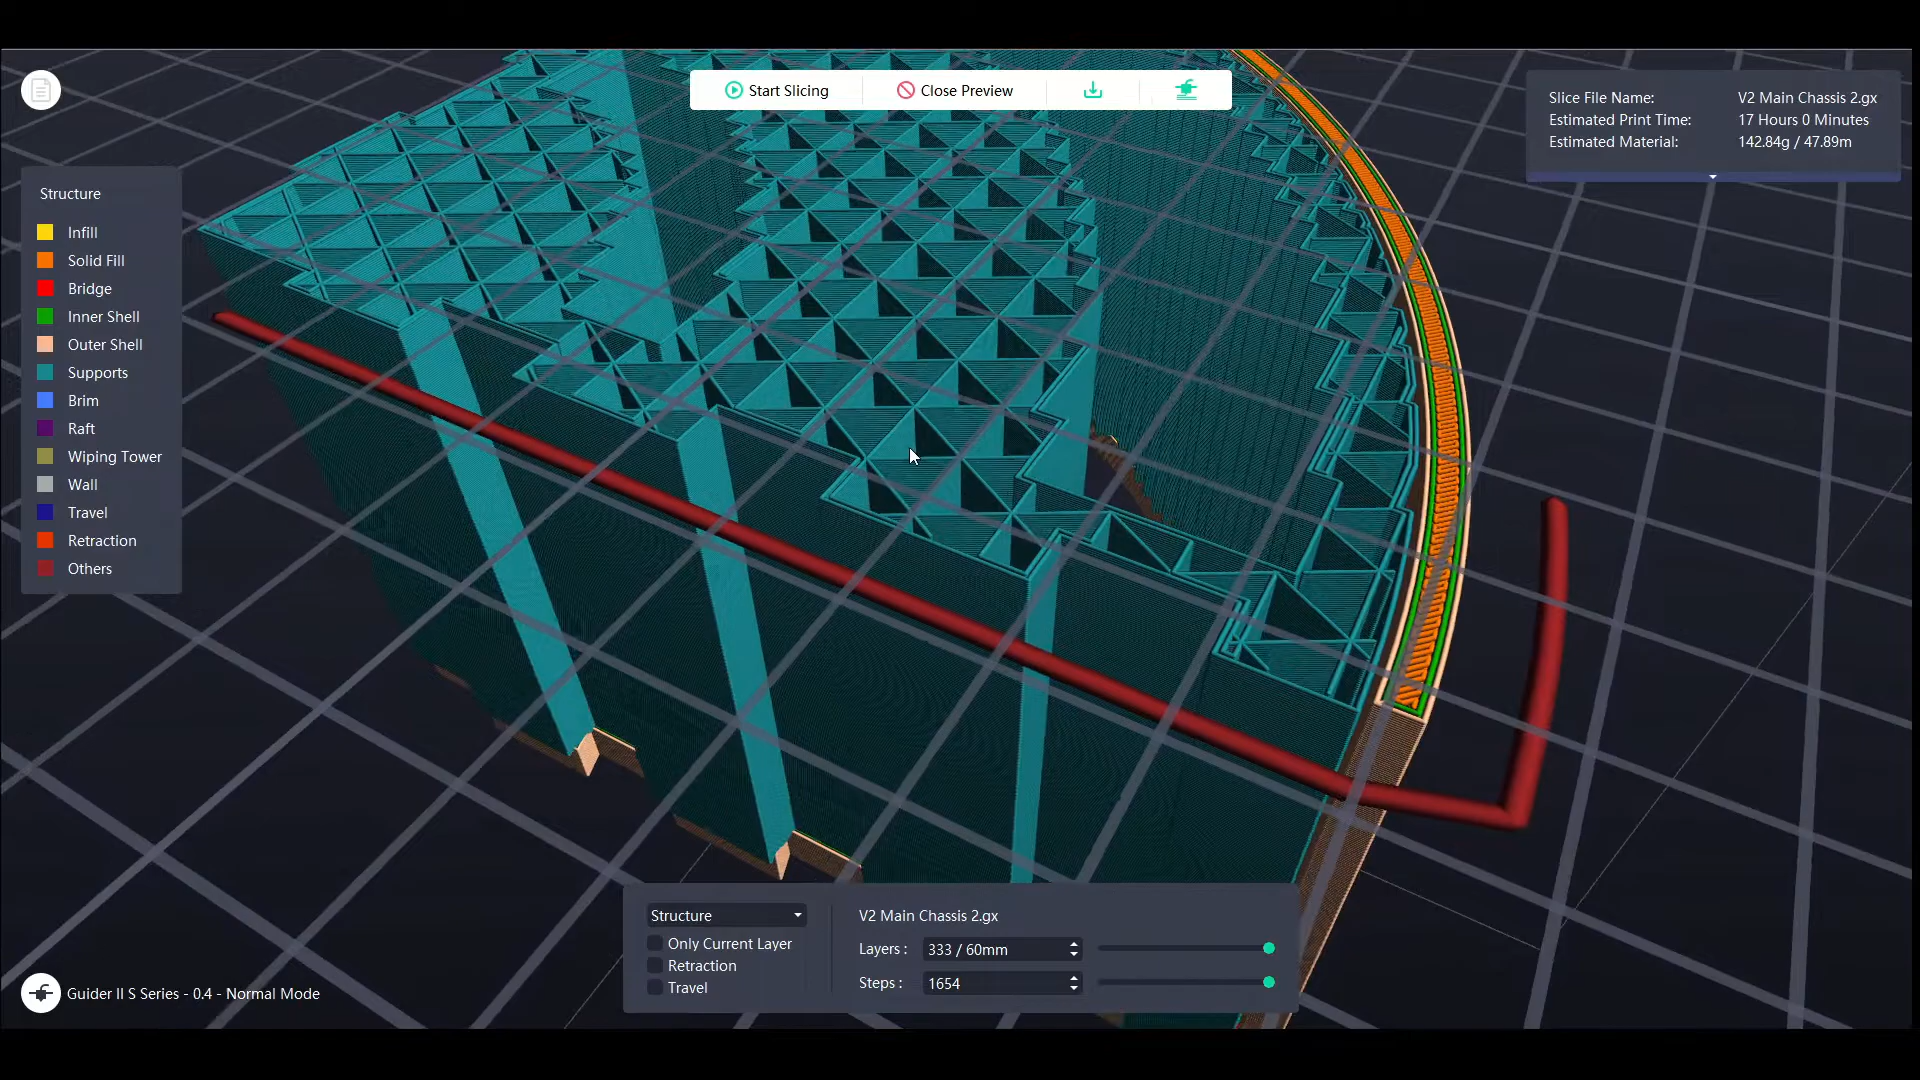 Start Slicing
Close Preview
Slice File Name: V2 Main Chassis 2.gx
Estimated Print Time: 17 Hours 0 Minutes
Estimated Material: 142.84g / 47.89m
Structure
Infill
Solid Fill
Bridge
Inner Shell
Outer Shell
Supports
Brim
Raft
Wiping Tower
Wall
Travel
Retraction
Others
Structure
Only Current Layer
Retraction
Travel
V2 Main Chassis 2.gx
Layers : 333 / 60mm
Steps : 1654
Guider II S Series - 0.4 - Normal Mode